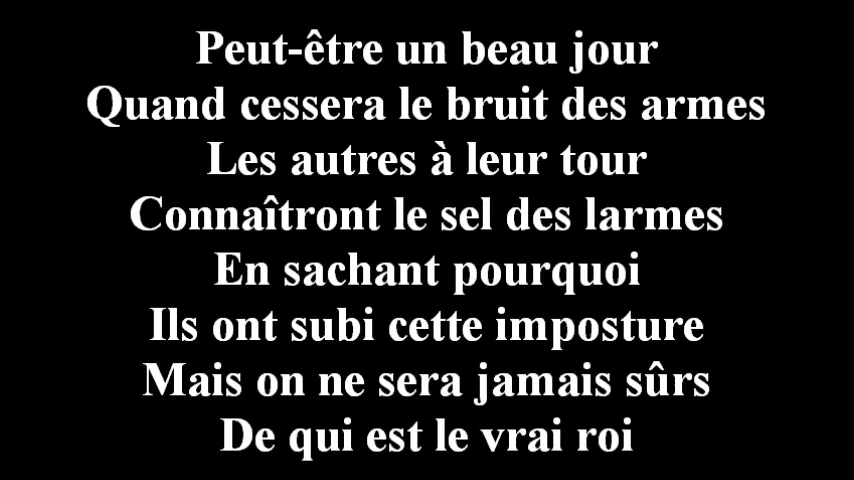 Peut-être un beau jour
Quand cessera le bruit des armes
Les autres à leur tour
Connaîtront le sel des larmes
En sachant pourquoi
Ils ont subi cette imposture
Mais on ne sera jamais sûrs
De qui est le vrai roi